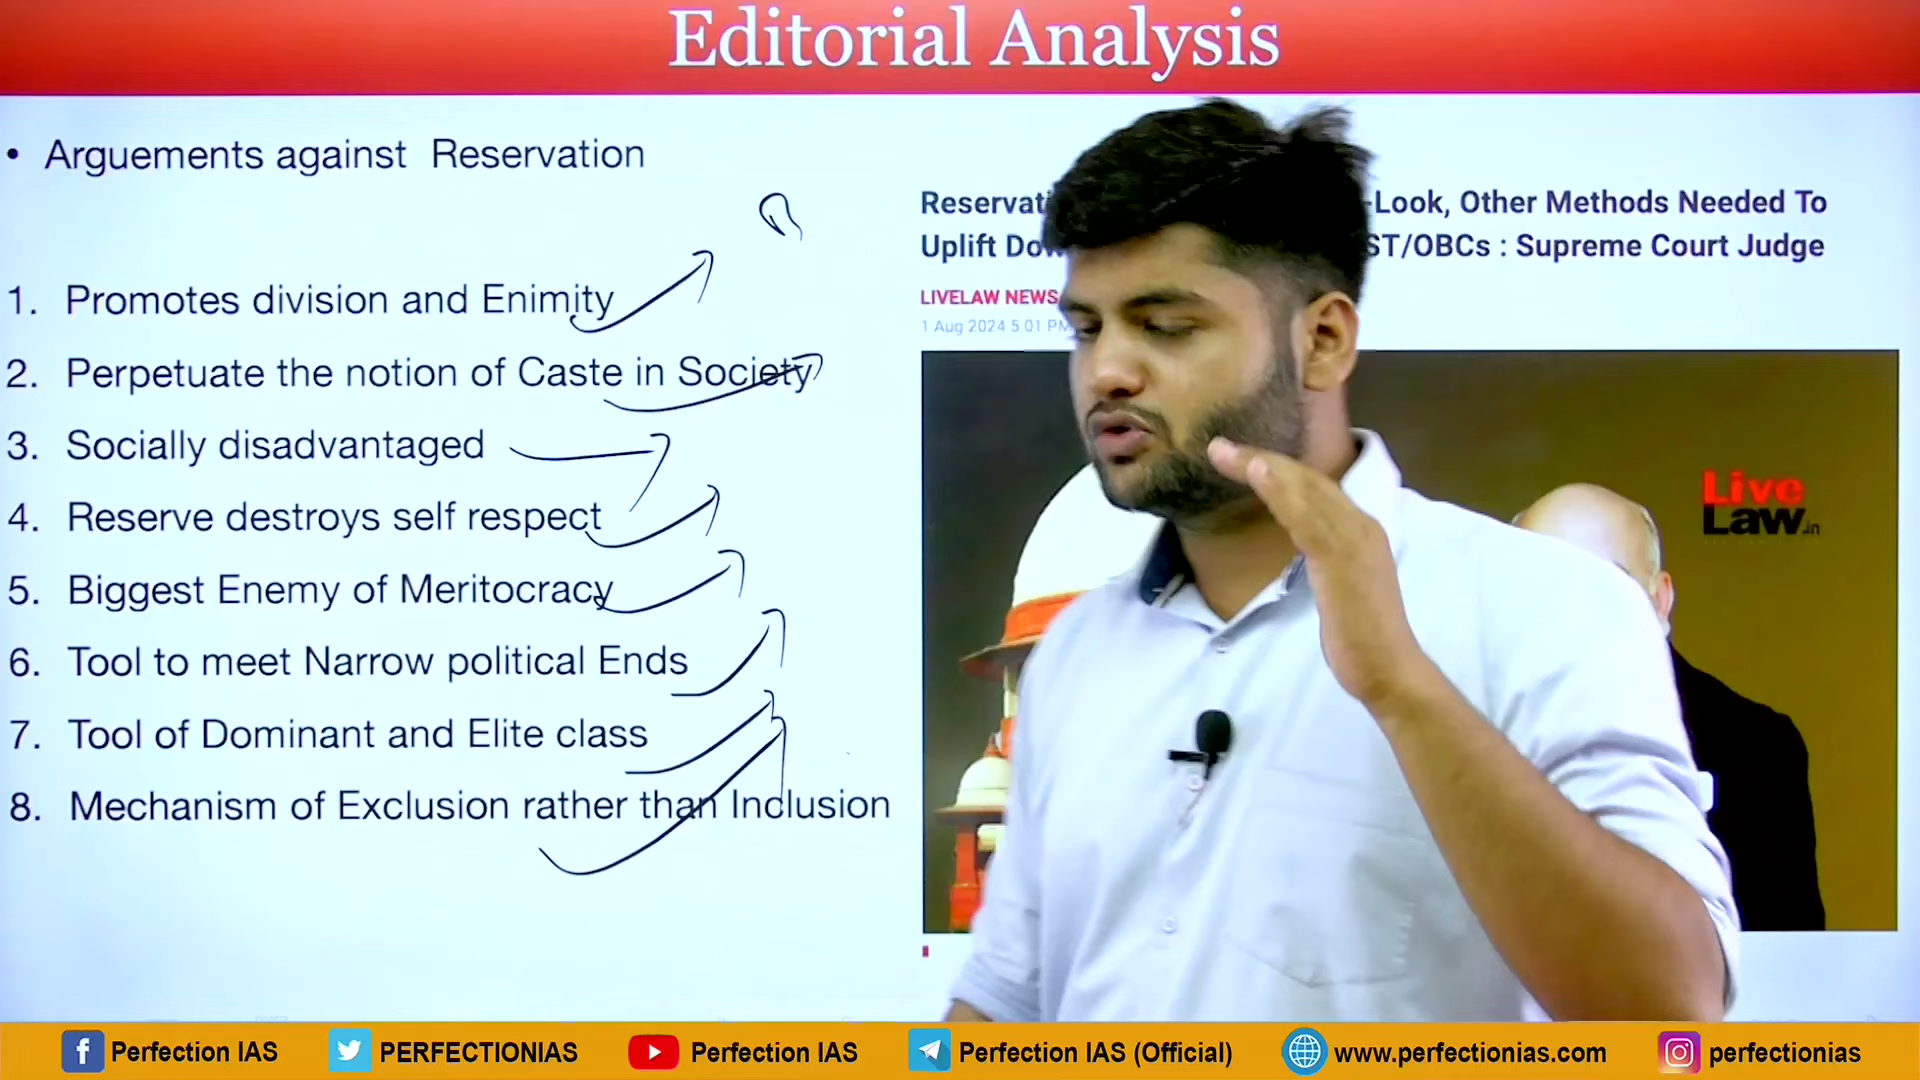 Editorial Analysis
• Arguements against Reservation
1. Promotes division and Enimity
2. Perpetuate the notion of Caste in Society
3. Socially disadvantaged
4. Reserve destroys self respect
5. Biggest Enemy of Meritocracy
6. Tool to meet Narrow political Ends
7. Tool of Dominant and Elite class
8. Mechanism of Exclusion rather than Inclusion
-Look, Other Methods Needed To
Uplift ST/OBCs : Supreme Court Judge
LIVELAW NEWS
1 Aug 2024 5:01 PM
Live
Law.in
Perfection IAS PERFECTIONIAS Perfection IAS Perfection IAS (Official) www.perfectionias.com perfectionias